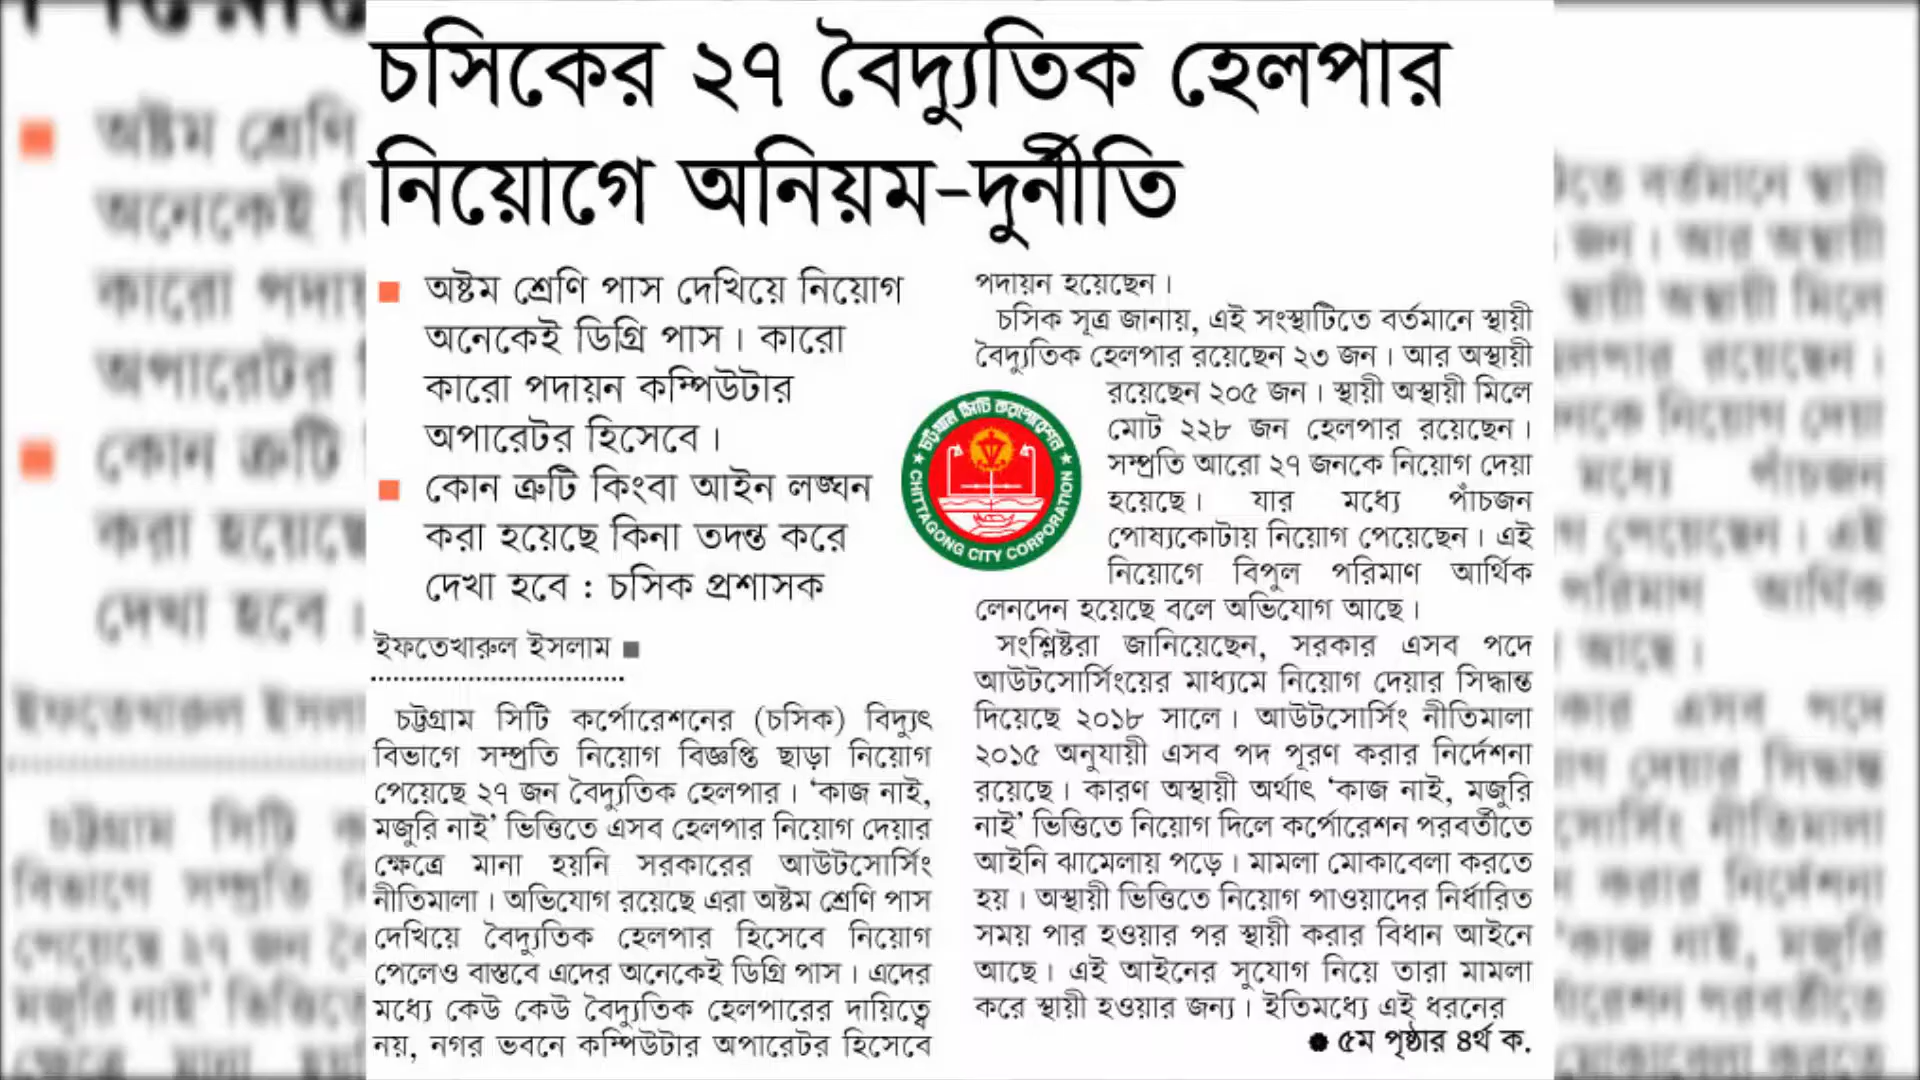 চসিকের ২৭ বৈদ্যুতিক হেলপার
নিয়োগে অনিয়ম-দুর্নীতি
অষ্টম শ্রেণি পাস দেখিয়ে নিয়োগ
অনেকেই ডিগ্রি পাস। কারো
কারো পদায়ন কম্পিউটার
অপারেটর হিসেবে।
কোন ত্রুটি কিংবা আইন লঙ্ঘন
করা হয়েছে কিনা তদন্ত করে
দেখা হবে : চসিক প্রশাসক
ইফতেখারুল ইসলাম
চট্টগ্রাম সিটি কর্পোরেশনের (চসিক) বিদ্যুৎ
বিভাগে সম্প্রতি নিয়োগ বিজ্ঞপ্তি ছাড়া নিয়োগ
পেয়েছে ২৭ জন বৈদ্যুতিক হেলপার। ‘কাজ নাই,
মজুরি নাই’ ভিত্তিতে এসব হেলপার নিয়োগ দেয়ার
ক্ষেত্রে মানা হয়নি সরকারের আউটসোর্সিং
নীতিমালা। অভিযোগ রয়েছে এরা অষ্টম শ্রেণি পাস
দেখিয়ে বৈদ্যুতিক হেলপার হিসেবে নিয়োগ
পেলেও বাস্তবে এদের অনেকেই ডিগ্রি পাস। এদের
মধ্যে কেউ কেউ বৈদ্যুতিক হেলপারের দায়িত্বে
নয়, নগর ভবনে কম্পিউটার অপারেটর হিসেবে
পদায়ন হয়েছেন।
চসিক সূত্র জানায়, এই সংস্থাটিতে বর্তমানে স্থায়ী
বৈদ্যুতিক হেলপার রয়েছেন ২৩ জন। আর অস্থায়ী
রয়েছেন ২০৫ জন। স্থায়ী অস্থায়ী মিলে
মোট ২২৮ জন হেলপার রয়েছেন।
সম্প্রতি আরো ২৭ জনকে নিয়োগ দেয়া
হয়েছে। যার মধ্যে পাঁচজন
পোষ্যকোটায় নিয়োগ পেয়েছেন। এই
নিয়োগে বিপুল পরিমাণ আর্থিক
লেনদেন হয়েছে বলে অভিযোগ আছে।
সংশ্লিষ্টরা জানিয়েছেন, সরকার এসব পদে
আউটসোর্সিংয়ের মাধ্যমে নিয়োগ দেয়ার সিদ্ধান্ত
দিয়েছে ২০১৮ সালে। আউটসোর্সিং নীতিমালা
২০১৫ অনুযায়ী এসব পদ পূরণ করার নির্দেশনা
রয়েছে। কারণ অস্থায়ী অর্থাৎ ‘কাজ নাই, মজুরি
নাই’ ভিত্তিতে নিয়োগ দিলে কর্পোরেশন পরবর্তীতে
আইনি ঝামেলায় পড়ে। মামলা মোকাবেলা করতে
হয়। অস্থায়ী ভিত্তিতে নিয়োগ পাওয়াদের নির্ধারিত
সময় পার হওয়ার পর স্থায়ী করার বিধান আইনে
আছে। এই আইনের সুযোগ নিয়ে তারা মামলা
করে স্থায়ী হওয়ার জন্য। ইতিমধ্যে এই ধরনের
৫ম পৃষ্ঠার ৪র্থ ক.
চট্টগ্রাম সিটি করপোরেশন
CHITTAGONG CITY CORPORATION